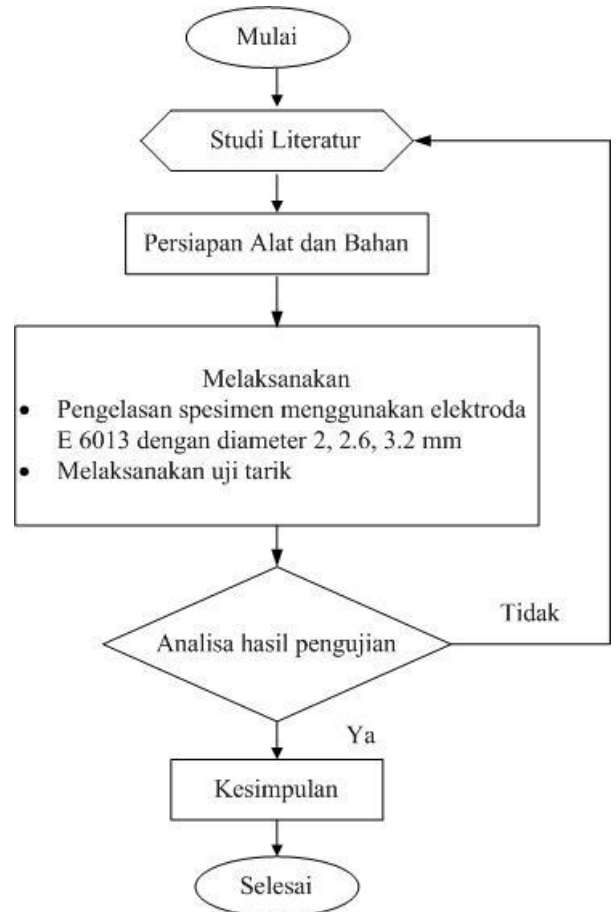 Mulai
Studi Literatur
Persiapan Alat dan Bahan
Melaksanakan
• Pengelasan spesimen menggunakan elektroda
E 6013 dengan diameter 2, 2.6, 3.2 mm
• Melaksanakan uji tarik
Tidak
Analisa hasil pengujian
Ya
Kesimpulan
Selesai